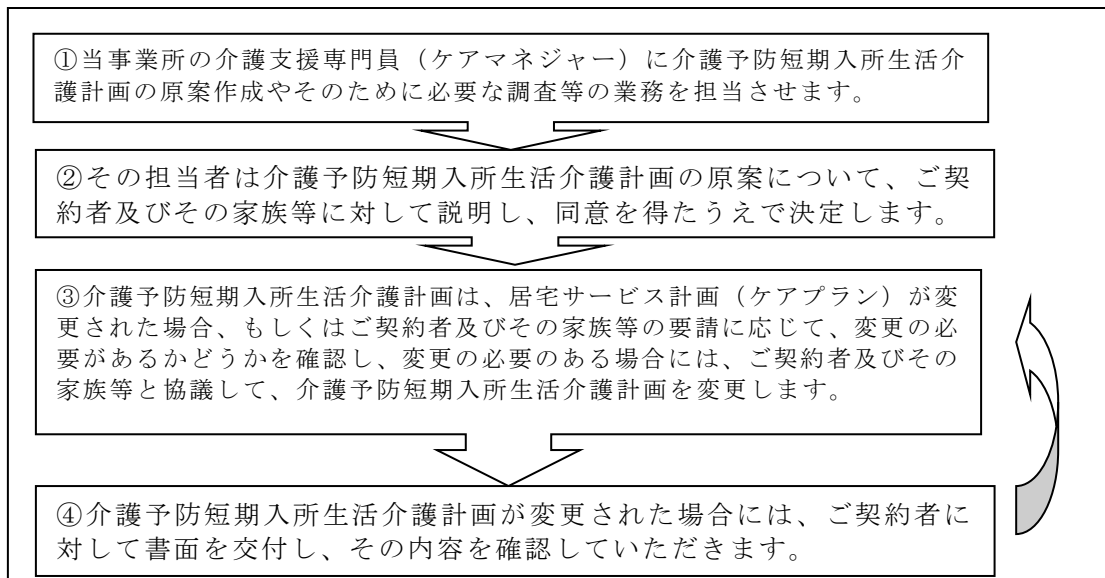 ①当事業所の介護支援専門員（ケアマネジャー）に介護予防短期入所生活介
護計画の原案作成やそのために必要な調査等の業務を担当させます。
②その担当者は介護予防短期入所生活介護計画の原案について、ご契
約者及びその家族等に対して説明し、同意を得たうえで決定します。
③介護予防短期入所生活介護計画は、居宅サービス計画（ケアプラン）が変
更された場合、もしくはご契約者及びその家族等の要請に応じて、変更の必
要があるかどうかを確認し、変更の必要のある場合には、ご契約者及びその
家族等と協議して、介護予防短期入所生活介護計画を変更します。
④介護予防短期入所生活介護計画が変更された場合には、ご契約者に
対して書面を交付し、その内容を確認していただきます。